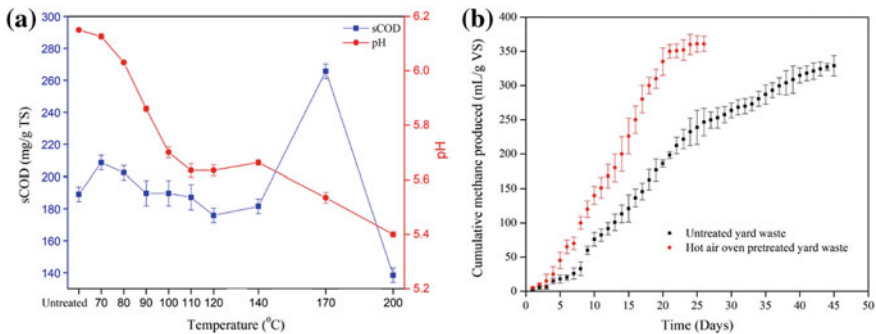 (a)
300
280
260
240
220
200
180
160
140
sCOD (mg/g TS)
sCOD
pH
6.2
6.0
5.8
5.6
5.4
5.2
pH
Untreated 70 80 90 100 110 120 140 170 200
Temperature (°C)
(b)
400
350
300
250
200
150
100
50
0
Cumulative methane produced (mL/g VS)
Untreated yard waste
Hot air oven pretreated yard waste
0 5 10 15 20 25 30 35 40 45 50
Time (Days)